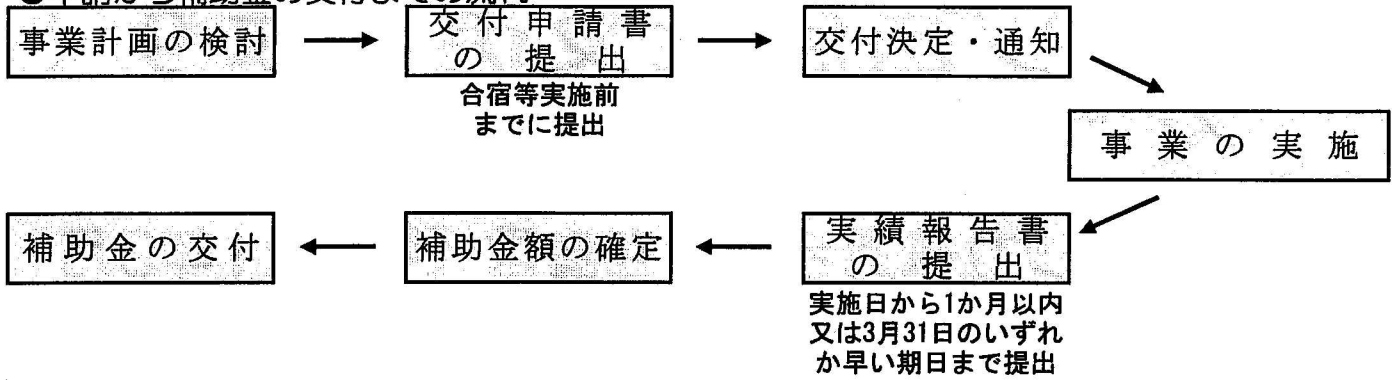 事業計画の検討
交付申請書
の提出
合宿等実施前
までに提出
交付決定・通知
事業の実施
実績報告書
の提出
実施日から1か月以内
又は3月31日のいずれ
か早い期日まで提出
補助金額の確定
補助金の交付